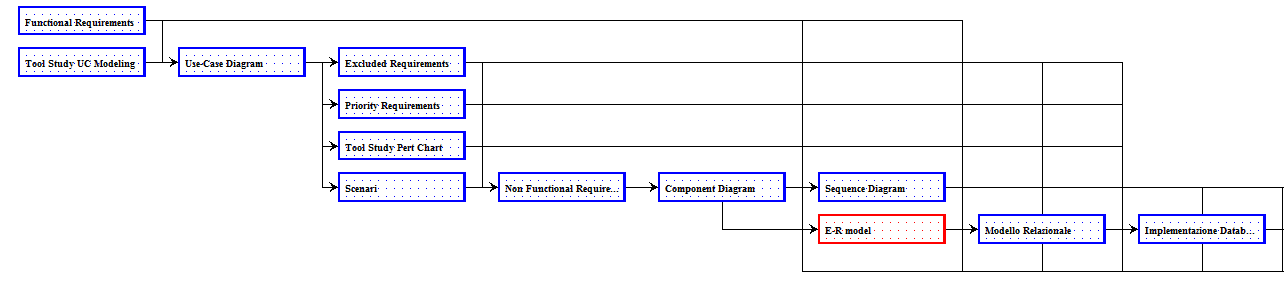 Functional Requirements
Tool Study UC Modeling
Use-Case Diagram
Excluded Requirements
Priority Requirements
Tool Study Pert Chart
Scenari
Non Functional Require...
Component Diagram
Sequence Diagram
E-R model
Modello Relazionale
Implementazione Datab...